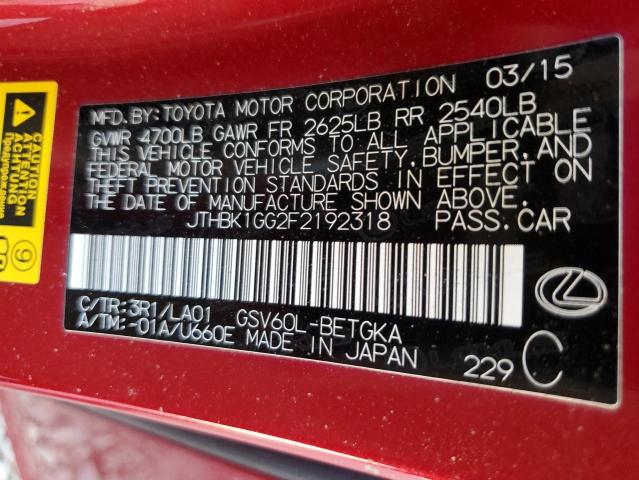 MFD. BY: TOYOTA MOTOR CORPORATION 03/15
GVWR 4700LB GAWR FR 2625LB RR 2540LB
THIS VEHICLE CONFORMS TO ALL APPLICABLE
FEDERAL MOTOR VEHICLE SAFETY, BUMPER, AND
THEFT PREVENTION STANDARDS IN EFFECT ON
THE DATE OF MANUFACTURE SHOWN ABOVE.
JTHBK1GG2F2192318 PASS. CAR
C/TR: 3R1/LA01 GSV60L-BETGKA
A/TM: -01A/U660E MADE IN JAPAN
229 C
ACHTUNG
9